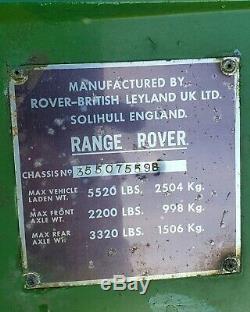 MANUFACTURED BY
ROVER-BRITISH LEYLAND UK LTD.
SOLIHULL ENGLAND.
RANGE ROVER
CHASSIS Nº 35507559B
MAX VEHICLE LADEN WT. 5520 LBS. 2504 Kg.
MAX FRONT AXLE WT. 2200 LBS. 998 Kg.
MAX REAR AXLE WT. 3320 LBS. 1506 Kg.